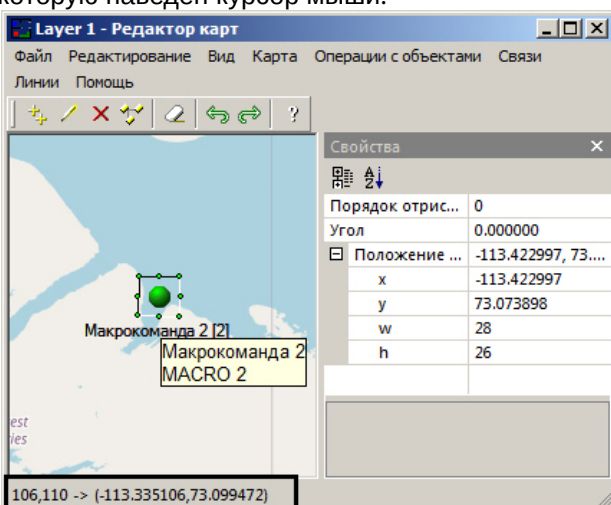 которую наведен курсор мыши.
Layer 1 - Редактор карт
Файл Редактирование Вид Карта Операции с объектами Связи
Линии Помощь
?
Свойства
A
Z
Порядок отрис... 0
Угол 0.000000
Положение ... -113.422997, 73....
x -113.422997
y 73.073898
w 28
h 26
Макрокоманда 2 [2]
Макрокоманда 2
MACRO 2
est
ies
106,110 -> (-113.335106,73.099472)